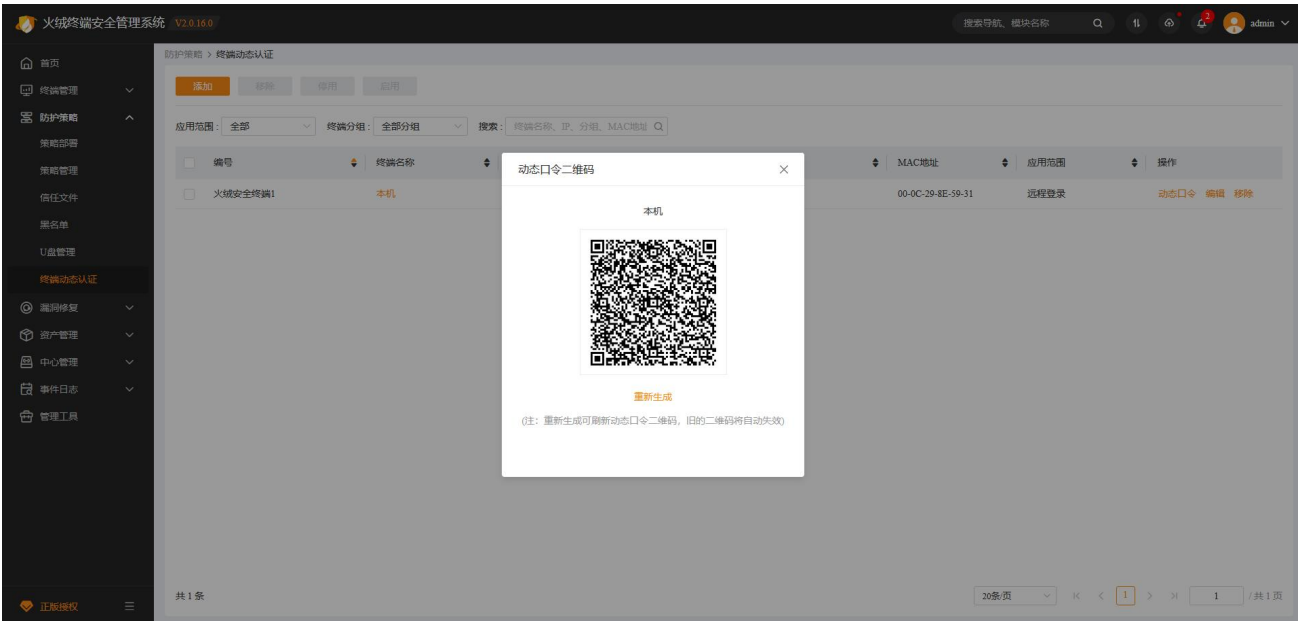 火绒终端安全管理系统 V2.0.16.0
搜索导航、模块名称
2
admin
首页
终端管理
防护策略
策略部署
策略管理
信任文件
黑名单
U盘管理
终端动态认证
漏洞修复
资产管理
中心管理
事件日志
管理工具
正版授权
防护策略 > 终端动态认证
添加 移除 停用 启用
应用范围: 全部 终端分组: 全部分组 搜索: 终端名称、IP、分组、MAC地址
编号 终端名称 MAC地址 应用范围 操作
火绒安全终端1 本机 00-0C-29-8E-59-31 远程登录 动态口令 编辑 移除
动态口令二维码
本机
重新生成
(注：重新生成可刷新动态口令二维码，旧的二维码将自动失效)
共 1 条
20条/页 1 1 /共 1 页